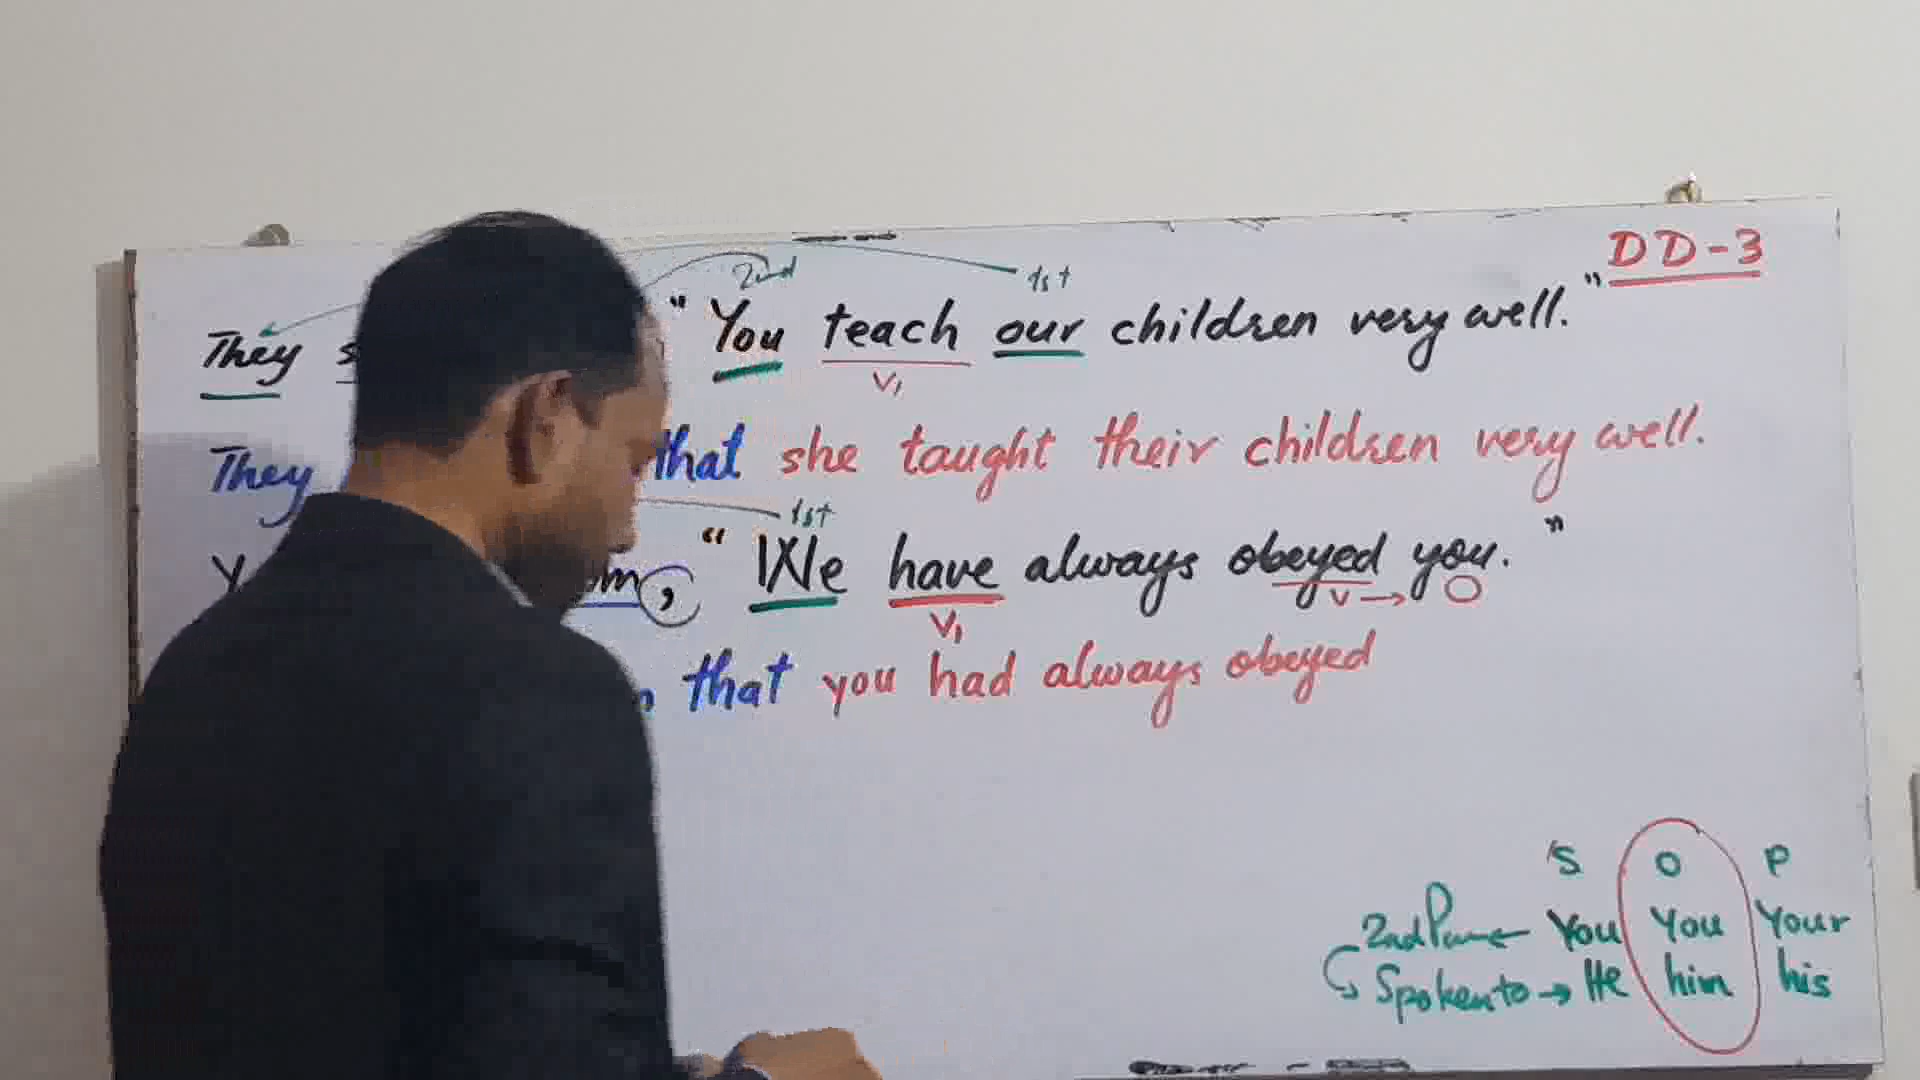 DD-3
2nd 1st
They "You teach our children very well."
V1
They that she taught their children very well.
1st
, "We have always obeyed you."
V1 V → O
that you had always obeyed
S O P
2nd You You Your
Spoken to → He him his